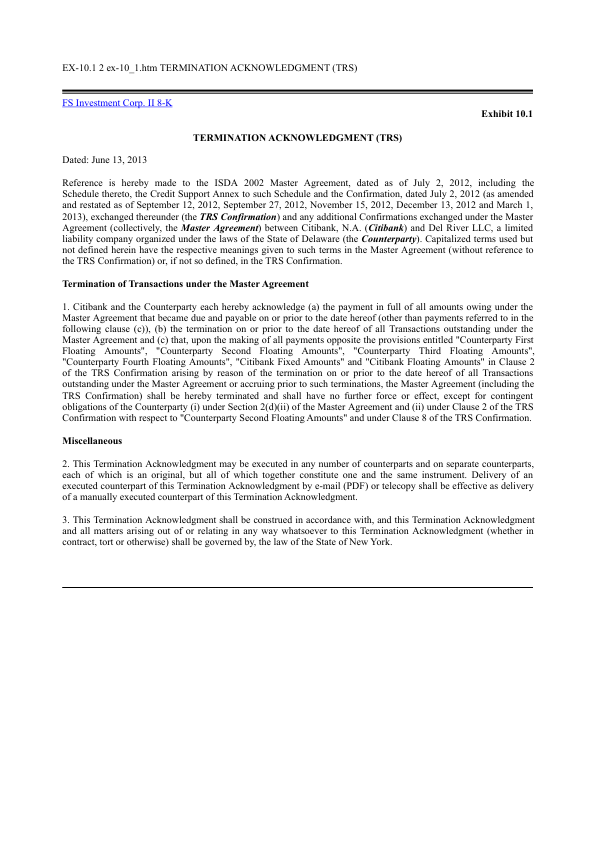 EX-10.1 2 ex-10_1.htm TERMINATION ACKNOWLEDGMENT (TRS)
FS Investment Corp. II 8-K
Exhibit 10.1
TERMINATION ACKNOWLEDGMENT (TRS)
Dated: June 13, 2013
Reference is hereby made to the ISDA 2002 Master Agreement, dated as of July 2, 2012, including the
Schedule thereto, the Credit Support Annex to such Schedule and the Confirmation, dated July 2, 2012 (as amended
and restated as of September 12, 2012, September 27, 2012, November 15, 2012, December 13, 2012 and March 1,
2013), exchanged thereunder (the TRS Confirmation) and any additional Confirmations exchanged under the Master
Agreement (collectively, the Master Agreement) between Citibank, N.A. (Citibank) and Del River LLC, a limited
liability company organized under the laws of the State of Delaware (the Counterparty). Capitalized terms used but
not defined herein have the respective meanings given to such terms in the Master Agreement (without reference to
the TRS Confirmation) or, if not so defined, in the TRS Confirmation.
Termination of Transactions under the Master Agreement
1. Citibank and the Counterparty each hereby acknowledge (a) the payment in full of all amounts owing under the
Master Agreement that became due and payable on or prior to the date hereof (other than payments referred to in the
following clause (c)), (b) the termination on or prior to the date hereof of all Transactions outstanding under the
Master Agreement and (c) that, upon the making of all payments opposite the provisions entitled "Counterparty First
Floating Amounts", "Counterparty Second Floating Amounts", "Counterparty Third Floating Amounts",
"Counterparty Fourth Floating Amounts", "Citibank Fixed Amounts" and "Citibank Floating Amounts" in Clause 2
of the TRS Confirmation arising by reason of the termination on or prior to the date hereof of all Transactions
outstanding under the Master Agreement or accruing prior to such terminations, the Master Agreement (including the
TRS Confirmation) shall be hereby terminated and shall have no further force or effect, except for contingent
obligations of the Counterparty (i) under Section 2(d)(ii) of the Master Agreement and (ii) under Clause 2 of the TRS
Confirmation with respect to "Counterparty Second Floating Amounts" and under Clause 8 of the TRS Confirmation.
Miscellaneous
2. This Termination Acknowledgment may be executed in any number of counterparts and on separate counterparts,
each of which is an original, but all of which together constitute one and the same instrument. Delivery of an
executed counterpart of this Termination Acknowledgment by e-mail (PDF) or telecopy shall be effective as delivery
of a manually executed counterpart of this Termination Acknowledgment.
3. This Termination Acknowledgment shall be construed in accordance with, and this Termination Acknowledgment
and all matters arising out of or relating in any way whatsoever to this Termination Acknowledgment (whether in
contract, tort or otherwise) shall be governed by, the law of the State of New York.